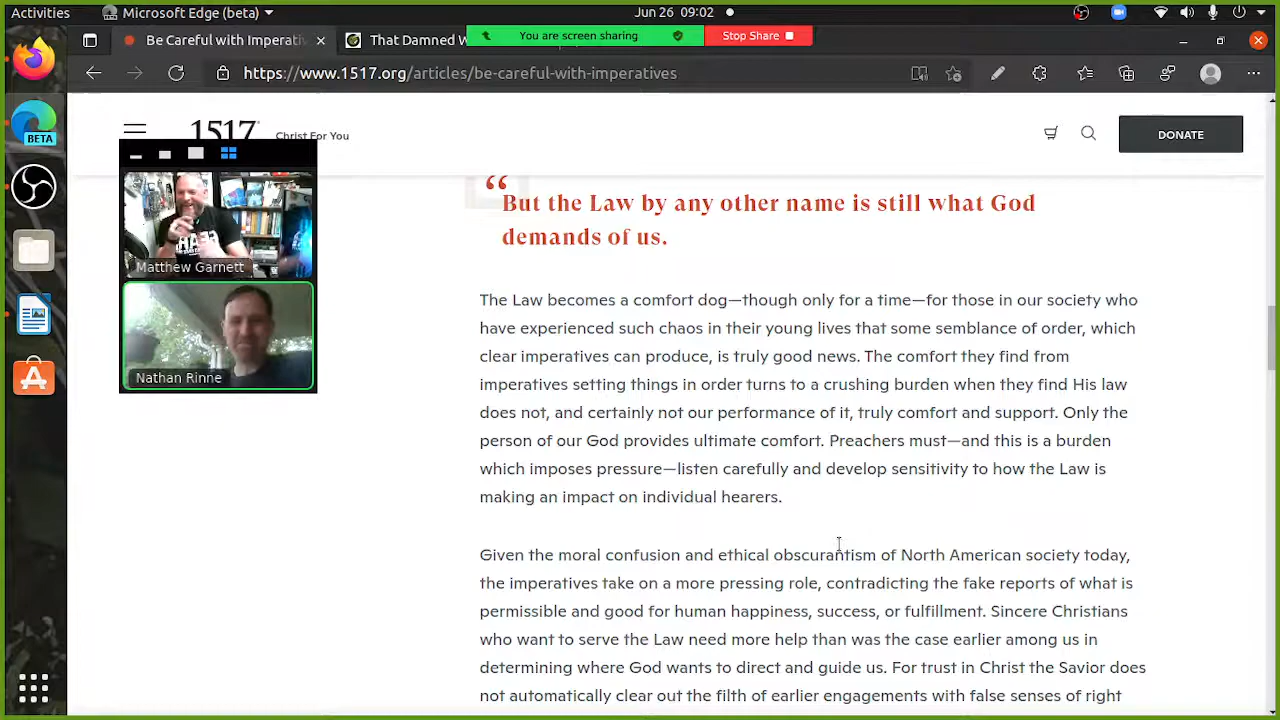 Activities
Microsoft Edge (beta)
Jun 26 09:02
Be Careful with Imperati
That Damned W
You are screen sharing
Stop Share
https://www.1517.org/articles/be-careful-with-imperatives
BETA
1517
Christ For You
DONATE
Matthew Garnett
Nathan Rinne
“
But the Law by any other name is still what God
demands of us.
The Law becomes a comfort dog—though only for a time—for those in our society who
have experienced such chaos in their young lives that some semblance of order, which
clear imperatives can produce, is truly good news. The comfort they find from
imperatives setting things in order turns to a crushing burden when they find His law
does not, and certainly not our performance of it, truly comfort and support. Only the
person of our God provides ultimate comfort. Preachers must—and this is a burden
which imposes pressure—listen carefully and develop sensitivity to how the Law is
making an impact on individual hearers.
Given the moral confusion and ethical obscurantism of North American society today,
the imperatives take on a more pressing role, contradicting the fake reports of what is
permissible and good for human happiness, success, or fulfillment. Sincere Christians
who want to serve the Law need more help than was the case earlier among us in
determining where God wants to direct and guide us. For trust in Christ the Savior does
not automatically clear out the filth of earlier engagements with false senses of right